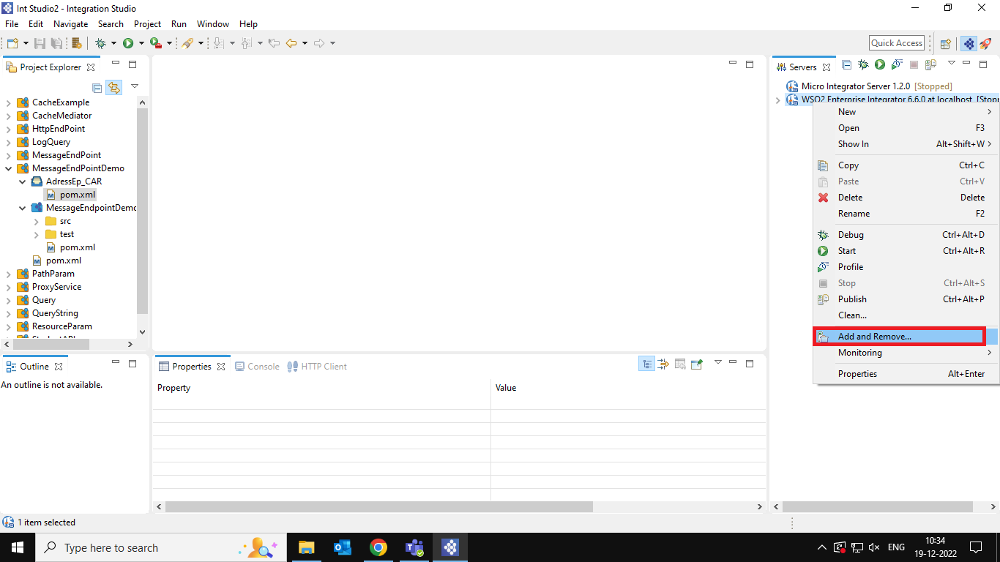 Int Studio2 - Integration Studio
File Edit Navigate Search Project Run Window Help
Quick Access
Project Explorer
CacheExample
CacheMediator
HttpEndPoint
LogQuery
MessageEndPoint
MessageEndPointDemo
AdressEp_CAR
pom.xml
MessageEndpointDemo
src
test
pom.xml
pom.xml
PathParam
ProxyService
Query
QueryString
ResourceParam
Servers
Micro Integrator Server 1.2.0 [Stopped]
WSO2 Enterprise Integrator 6.6.0 at localhost [Stopp
New
Open F3
Show In Alt+Shift+W
Copy Ctrl+C
Paste Ctrl+V
Delete Delete
Rename F2
Debug Ctrl+Alt+D
Start Ctrl+Alt+R
Profile
Stop Ctrl+Alt+S
Publish Ctrl+Alt+P
Clean...
Add and Remove...
Monitoring
Properties Alt+Enter
Outline
An outline is not available.
Properties Console HTTP Client
Property Value
1 item selected
Type here to search
ENG
10:34
19-12-2022